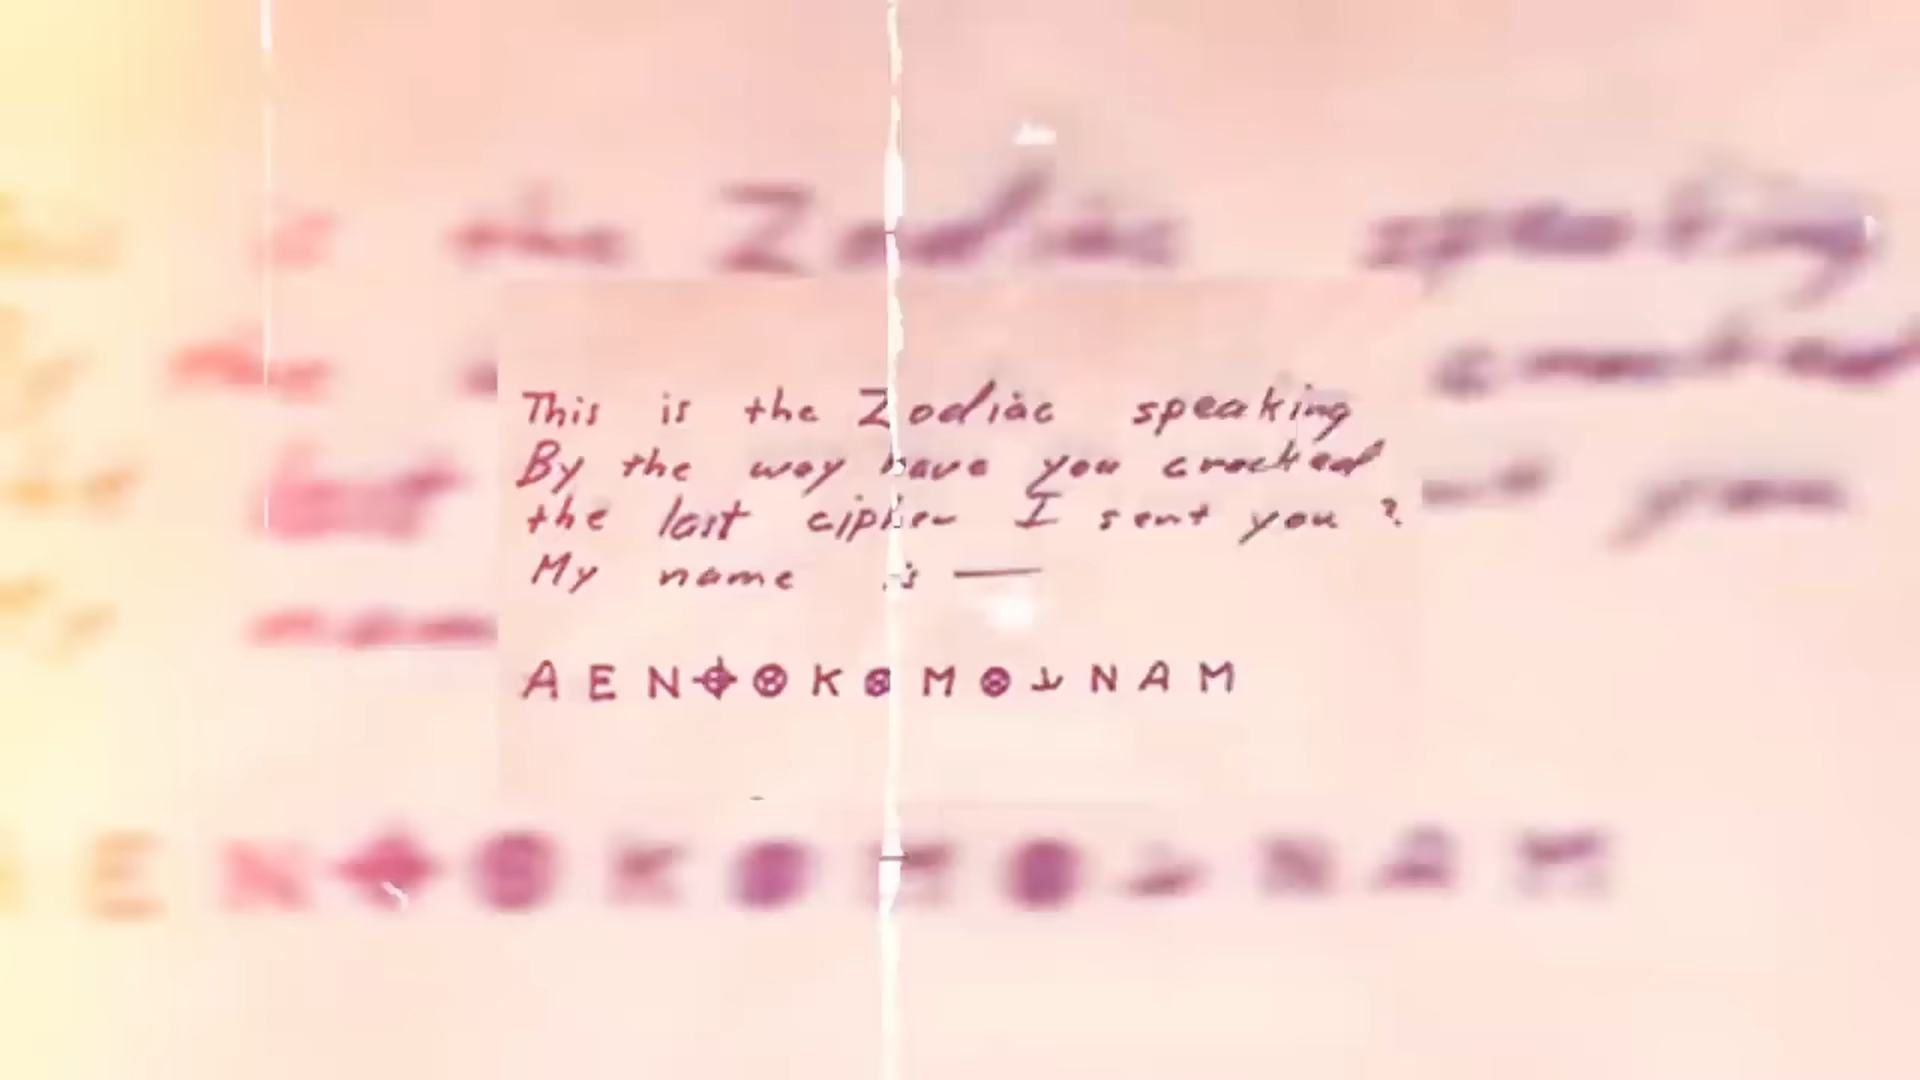 This is the Zodiac speaking
By the way have you cracked
the last cipher I sent you ?
My name is —
A E N ⌖ ⊗ K ⊗ M ⊗ ⅄ N A M